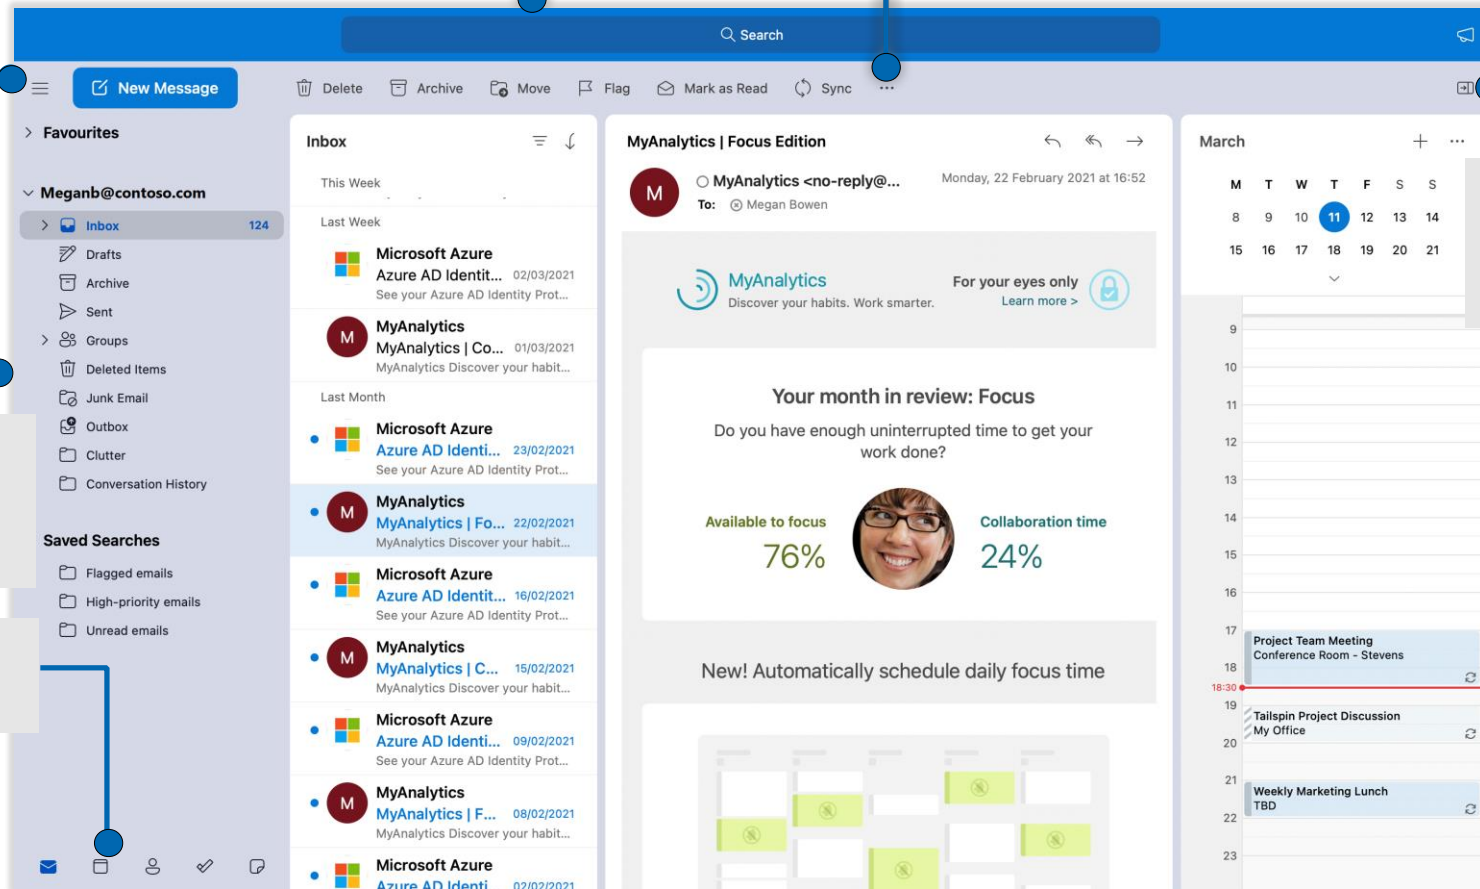 Search
New Message
Delete
Archive
Move
Flag
Mark as Read
Sync
Favourites
Meganb@contoso.com
Inbox 124
Drafts
Archive
Sent
Groups
Deleted Items
Junk Email
Outbox
Clutter
Conversation History
Saved Searches
Flagged emails
High-priority emails
Unread emails
Inbox
This Week
Last Week
Microsoft Azure
Azure AD Identit... 02/03/2021
See your Azure AD Identity Prot...
M
MyAnalytics
MyAnalytics | Co... 01/03/2021
MyAnalytics Discover your habit...
Last Month
Microsoft Azure
Azure AD Identi... 23/02/2021
See your Azure AD Identity Prot...
M
MyAnalytics
MyAnalytics | Fo... 22/02/2021
MyAnalytics Discover your habit...
Microsoft Azure
Azure AD Identit... 16/02/2021
See your Azure AD Identity Prot...
M
MyAnalytics
MyAnalytics | C... 15/02/2021
MyAnalytics Discover your habit...
Microsoft Azure
Azure AD Identi... 09/02/2021
See your Azure AD Identity Prot...
M
MyAnalytics
MyAnalytics | F... 08/02/2021
MyAnalytics Discover your habit...
Microsoft Azure
Azure AD Identi... 02/02/2021
MyAnalytics | Focus Edition
M
MyAnalytics <no-reply@...
Monday, 22 February 2021 at 16:52
To: Megan Bowen
MyAnalytics
Discover your habits. Work smarter.
For your eyes only
Learn more >
Your month in review: Focus
Do you have enough uninterrupted time to get your
work done?
Available to focus
76%
Collaboration time
24%
New! Automatically schedule daily focus time
March
M T W T F S S
8 9 10 11 12 13 14
15 16 17 18 19 20 21
9
10
11
12
13
14
15
16
17
Project Team Meeting
Conference Room - Stevens
18
18:30
19
Tailspin Project Discussion
My Office
20
21
Weekly Marketing Lunch
TBD
22
23